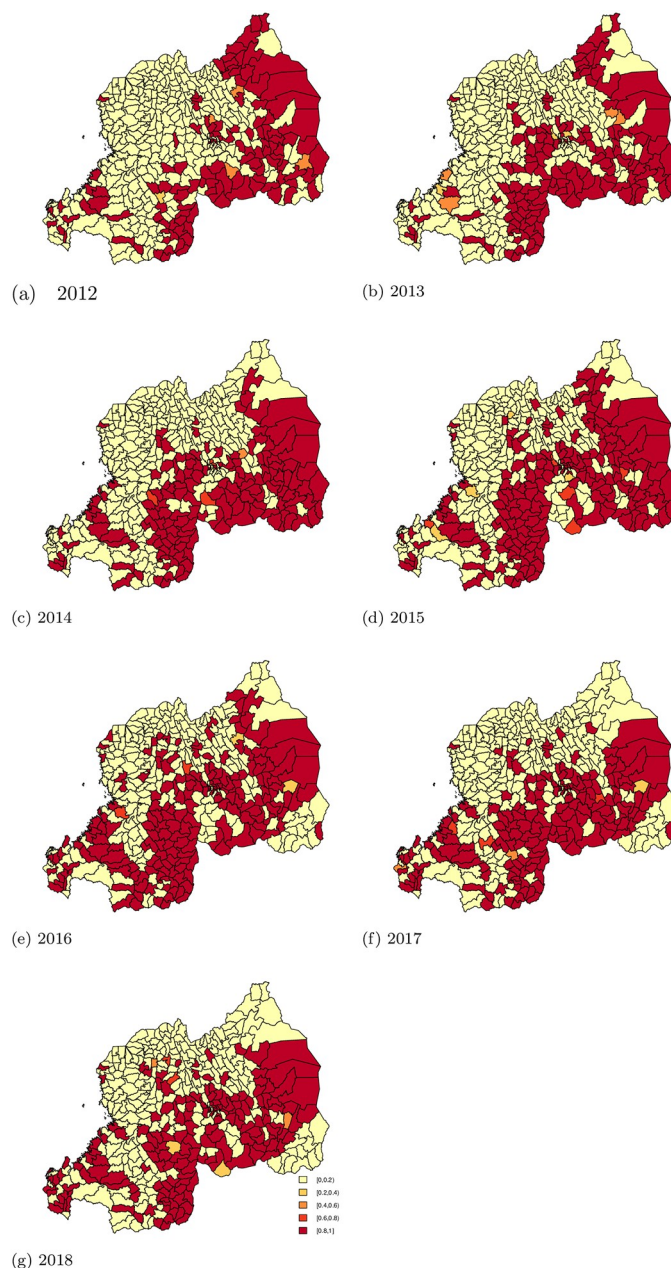 (a) 2012
(b) 2013
(c) 2014
(d) 2015
(e) 2016
(f) 2017
[0,0.2)
[0.2,0.4)
[0.4,0.6)
[0.6,0.8)
[0.8,1]
(g) 2018